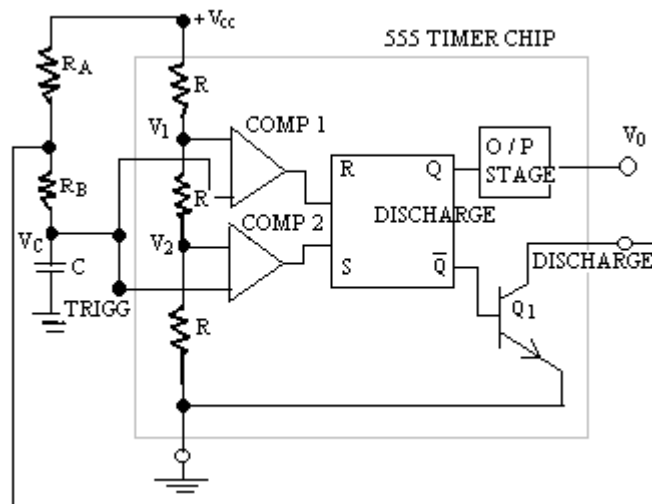 + Vcc
555 TIMER CHIP
RA
R
V1
COMP 1
RB
R
R
Q
O / P
STAGE
V0
VC
V2
COMP 2
DISCHARGE
C
TRIGG
S
Q̅
DISCHARGE
R
Q1